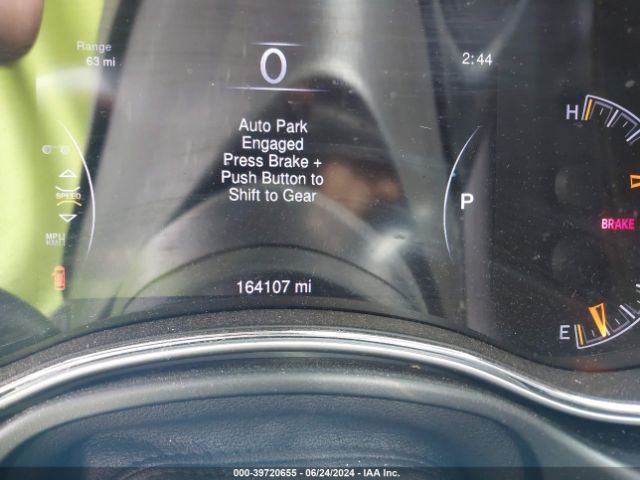 Range
63 mi
0
2:44
Auto Park
Engaged
Press Brake +
Push Button to
Shift to Gear
H
SPEED
P
BRAKE
164107 mi
E
000-39720655 - 06/24/2024 - IAA Inc.